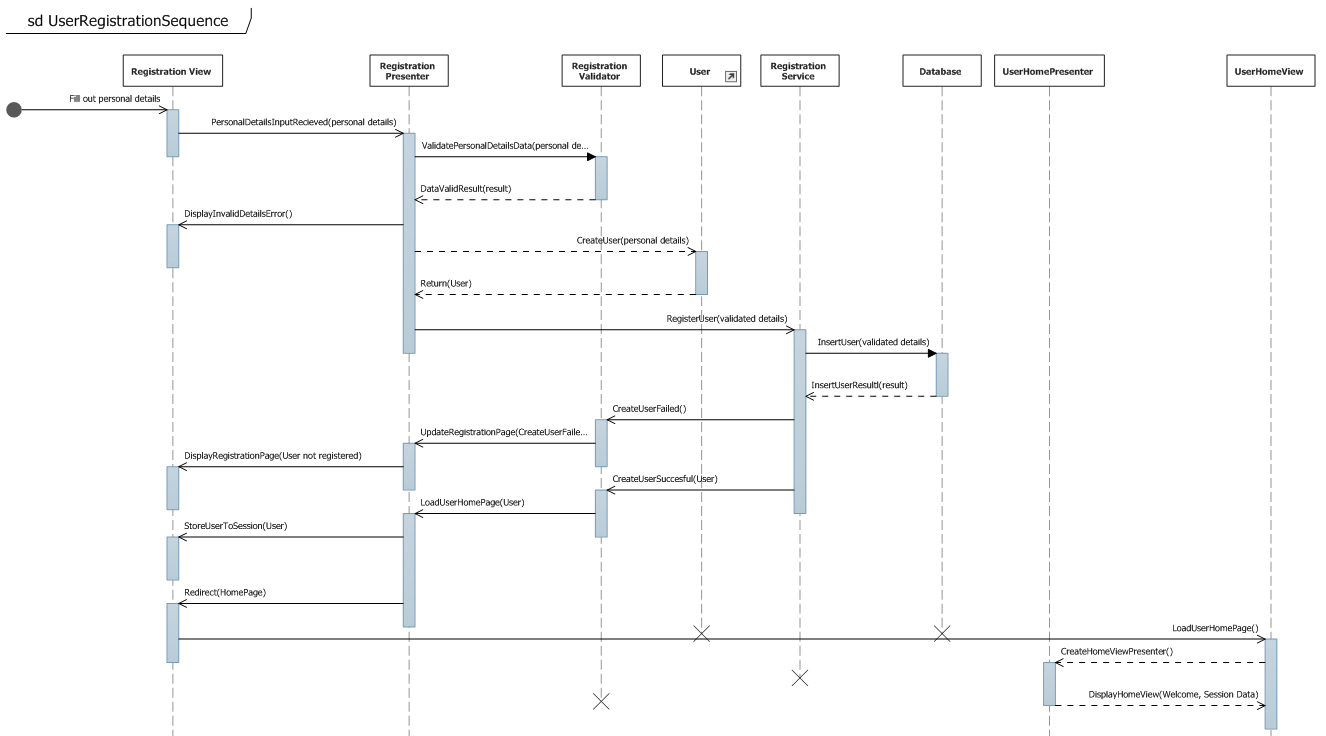 sd UserRegistrationSequence
Registration View
Registration
Presenter
Registration
Validator
User
Registration
Service
Database
UserHomePresenter
UserHomeView
Fill out personal details
PersonalDetailsInputRecieved(personal details)
ValidatePersonalDetailsData(personal de...
DataValidResult(result)
DisplayInvalidDetailsError()
CreateUser(personal details)
Return(User)
RegisterUser(validated details)
InsertUser(validated details)
InsertUserResultl(result)
CreateUserFailed()
UpdateRegistrationPage(CreateUserFaile...
DisplayRegistrationPage(User not registered)
CreateUserSuccesful(User)
LoadUserHomePage(User)
StoreUserToSession(User)
Redirect(HomePage)
LoadUserHomePage()
CreateHomeViewPresenter()
DisplayHomeView(Welcome, Session Data)